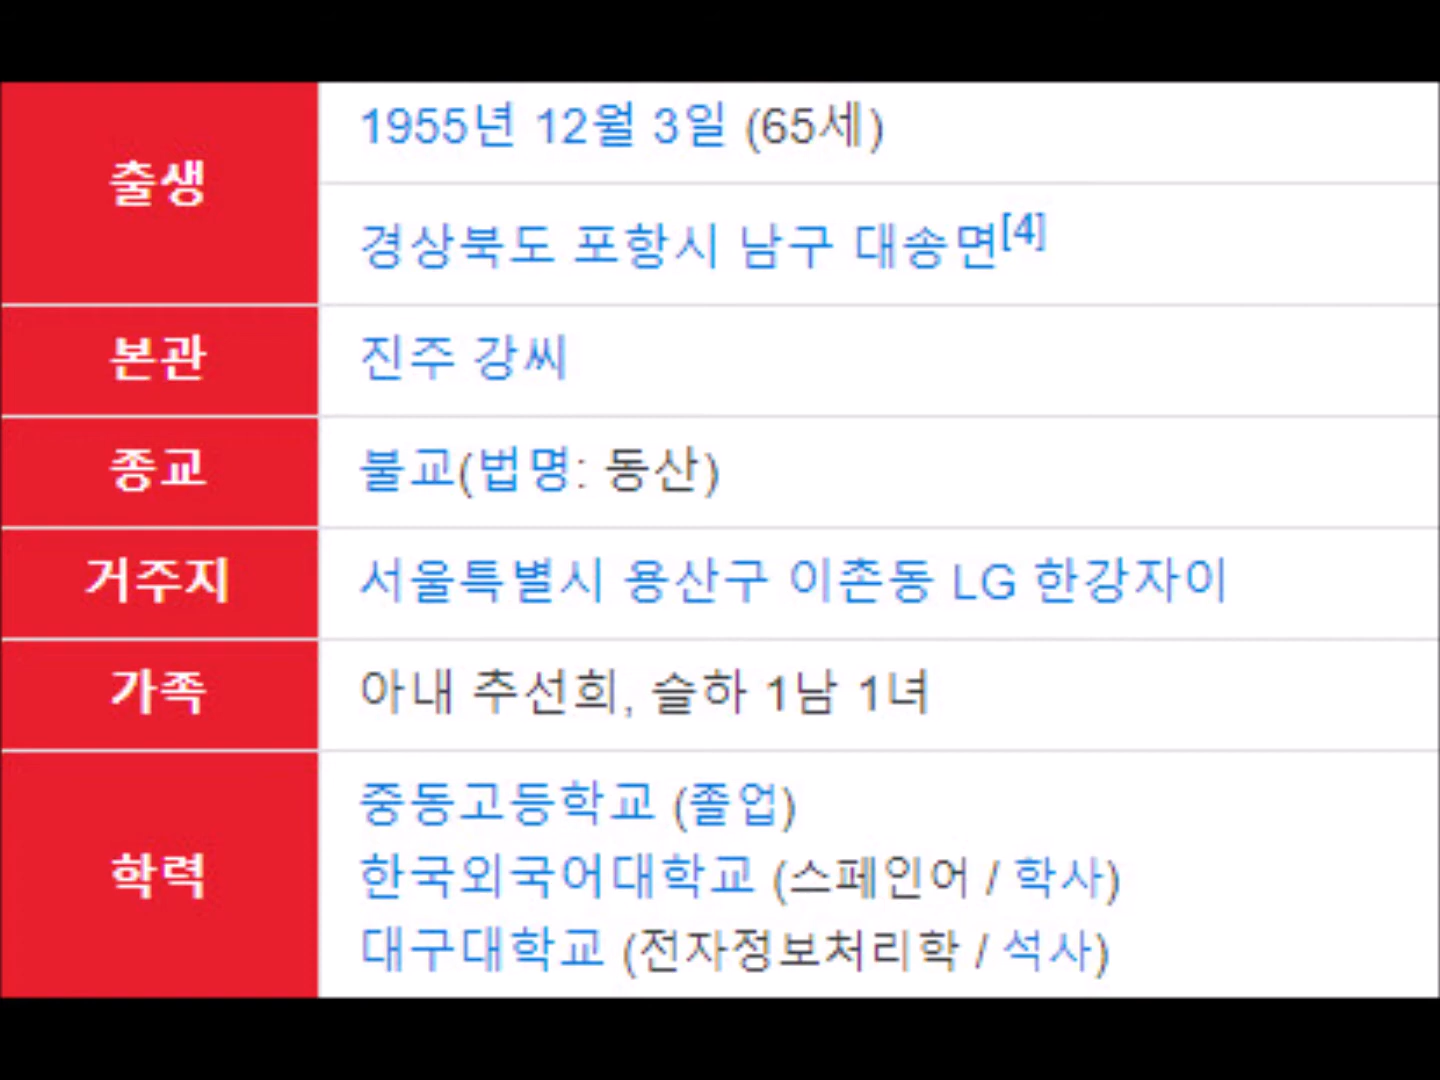 출생
1955년 12월 3일 (65세)
경상북도 포항시 남구 대송면[4]
본관
진주 강씨
종교
불교(법명: 동산)
거주지
서울특별시 용산구 이촌동 LG 한강자이
가족
아내 추선희, 슬하 1남 1녀
학력
중동고등학교 (졸업)
한국외국어대학교 (스페인어 / 학사)
대구대학교 (전자정보처리학 / 석사)